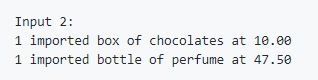 Input 2:
1 imported box of chocolates at 10.00
1 imported bottle of perfume at 47.50